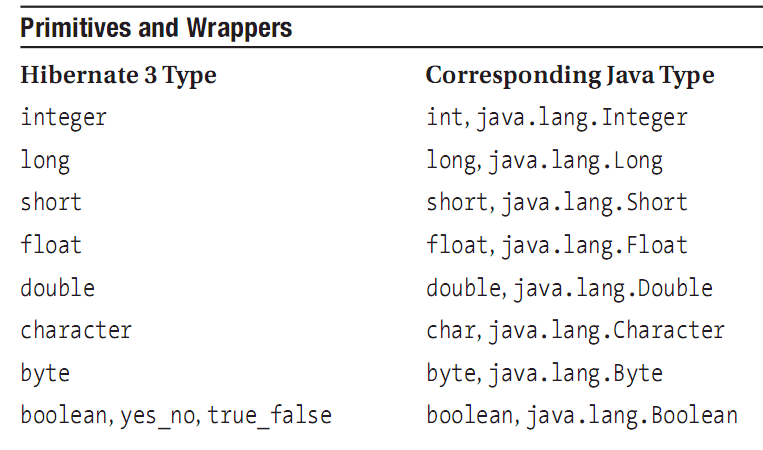 Primitives and Wrappers
Hibernate 3 Type Corresponding Java Type
integer int, java.lang.Integer
long long, java.lang.Long
short short, java.lang.Short
float float, java.lang.Float
double double, java.lang.Double
character char, java.lang.Character
byte byte, java.lang.Byte
boolean, yes_no, true_false boolean, java.lang.Boolean